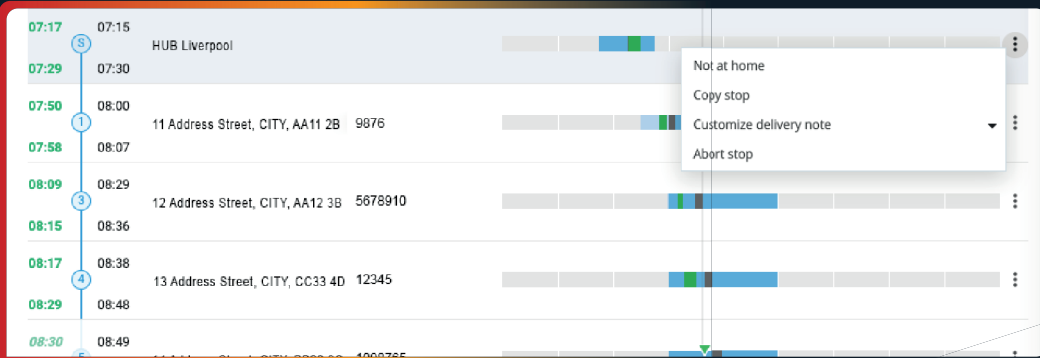 07:17 07:15
S HUB Liverpool
07:29 07:30
Not at home
Copy stop
Customize delivery note
Abort stop
07:50 08:00
1 11 Address Street, CITY, AA11 2B 9876
07:58 08:07
08:09 08:29
3 12 Address Street, CITY, AA12 3B 5678910
08:15 08:36
08:17 08:38
4 13 Address Street, CITY, CC33 4D 12345
08:29 08:48
08:30 08:49